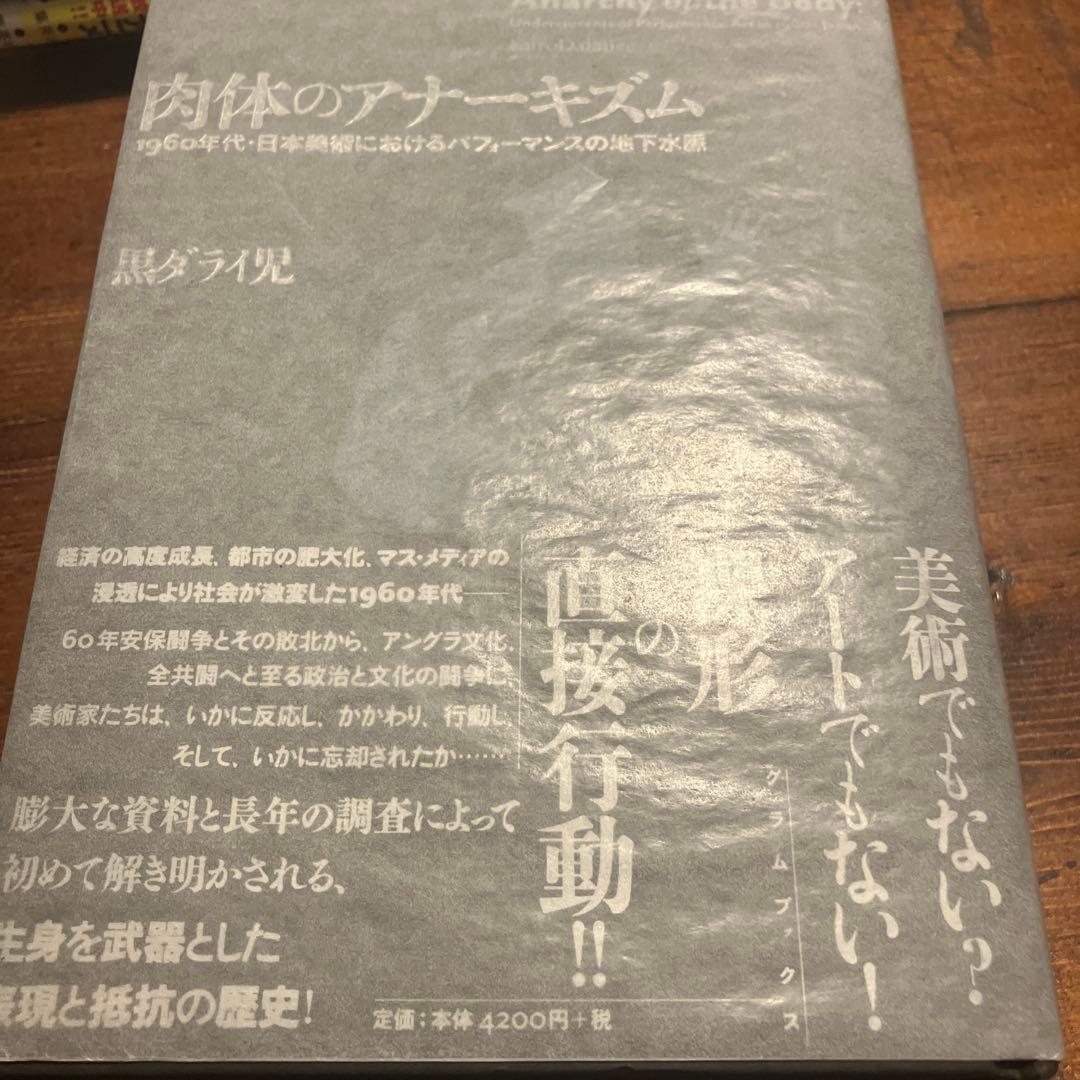 Anarchy of the Body:
肉体のアナーキズム
1960年代・日本美術におけるパフォーマンスの地下水脈
黒ダライ児
美術でもない?
アートでもない!
の
直接行動!!
経済の高度成長、都市の肥大化、マス・メディアの
浸透により社会が激変した1960年代──
60年安保闘争とその敗北から、アングラ文化、
全共闘へと至る政治と文化の闘争に、
美術家たちは、いかに反応し、かかわり、行動し、
そして、いかに忘却されたか……
膨大な資料と長年の調査によって
初めて解き明かされる、
生身を武器とした
表現と抵抗の歴史!
グラムブックス
定価:本体4200円+税